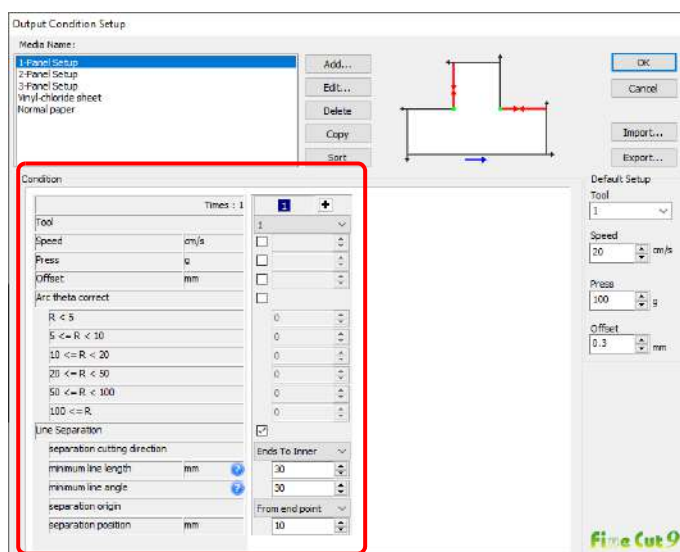 Output Condition Setup
Media Name:
1-Panel Setup
2-Panel Setup
3-Panel Setup
Vinyl-chloride sheet
Normal paper
Add...
Edit...
Delete
Copy
Sort
OK
Cancel
Import...
Export...
Condition
Times : 1 1 +
Tool 1
Speed cm/s
Press g
Offset mm
Arc theta correct
R < 5 0
5 <= R < 10 0
10 <= R < 20 0
20 <= R < 50 0
50 <= R < 100 0
100 <= R 0
Line Separation
separation cutting direction Ends To Inner
minimum line length mm ? 30
minimum line angle ? 30
separation origin From end point
separation position mm 10
Default Setup
Tool
1
Speed
20 cm/s
Press
100 g
Offset
0.3 mm
Fine Cut 9